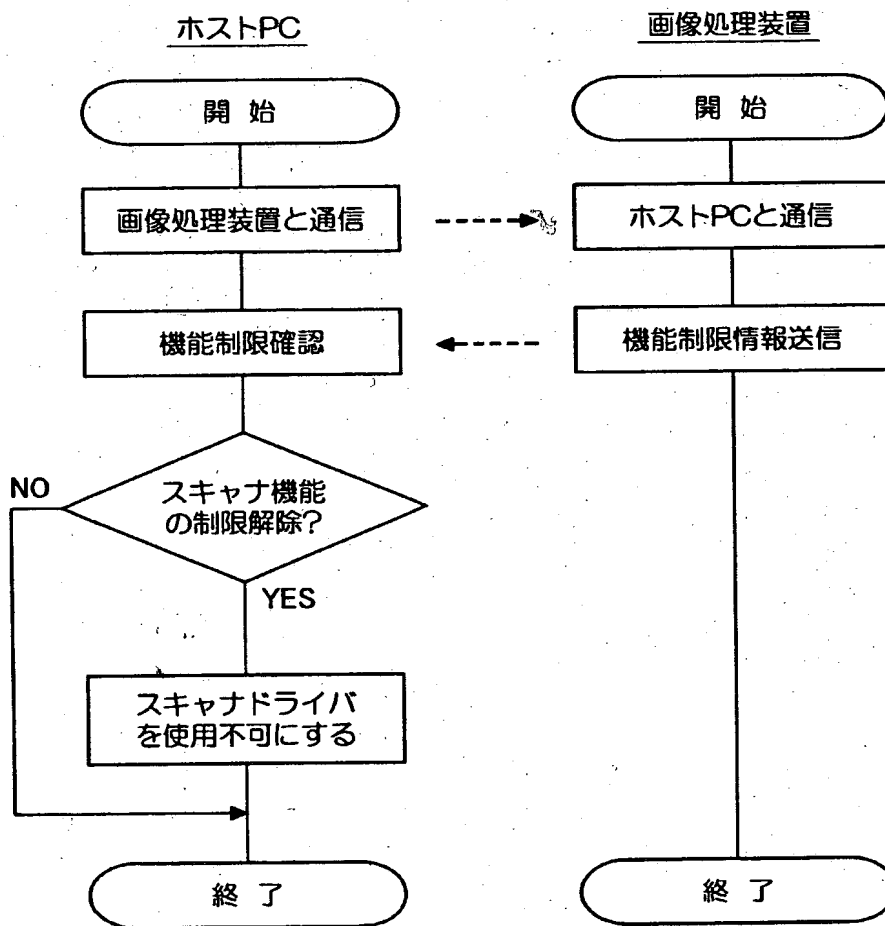 ホストPC
開始
画像処理装置と通信
機能制限確認
スキャナ機能
の制限解除?
NO
YES
スキャナドライバ
を使用不可にする
終了
画像処理装置
開始
ホストPCと通信
機能制限情報送信
終了